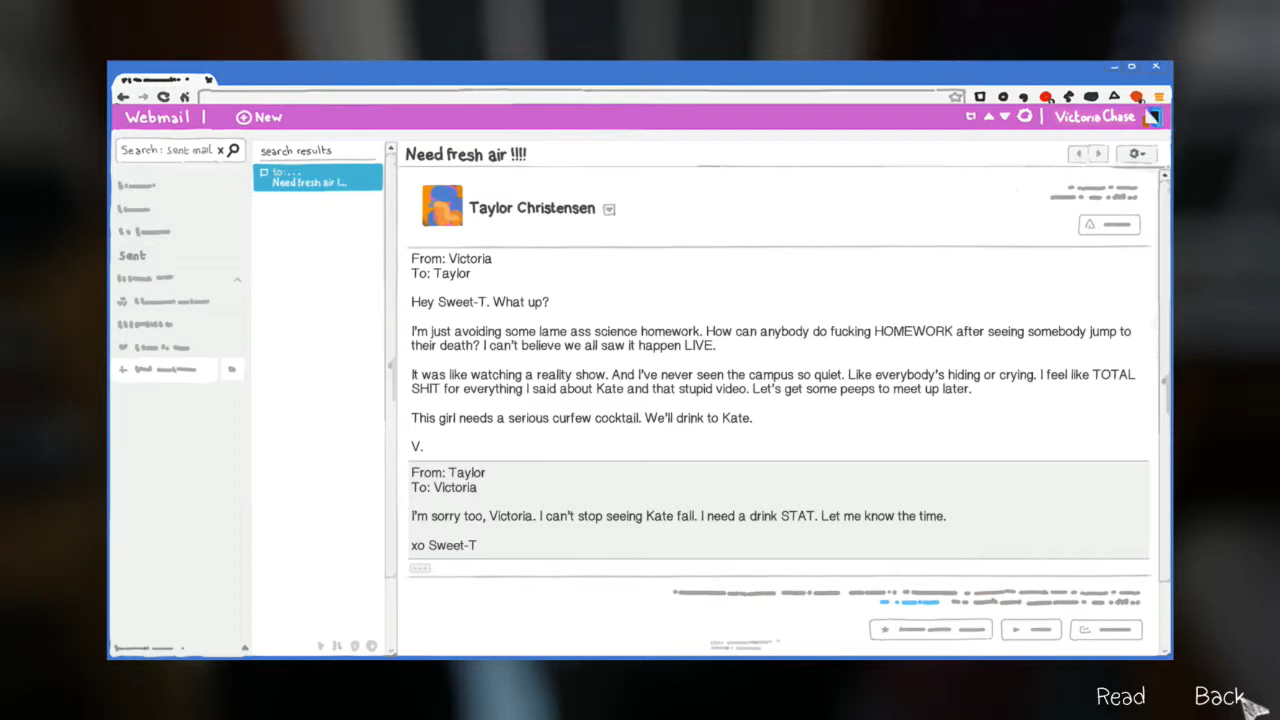 Webmail |
New
Victoria Chase
Search: sent mail x
search results
Need fresh air !!!!
to:...
Need fresh air !...
Taylor Christensen
Sent
From: Victoria
To: Taylor
Hey Sweet-T. What up?
I'm just avoiding some lame ass science homework. How can anybody do fucking HOMEWORK after seeing somebody jump to
their death? I can't believe we all saw it happen LIVE.
It was like watching a reality show. And I've never seen the campus so quiet. Like everybody's hiding or crying. I feel like TOTAL
SHIT for everything I said about Kate and that stupid video. Let's get some peeps to meet up later.
This girl needs a serious curfew cocktail. We'll drink to Kate.
V.
From: Taylor
To: Victoria
I'm sorry too, Victoria. I can't stop seeing Kate fall. I need a drink STAT. Let me know the time.
xo Sweet-T
Read
Back